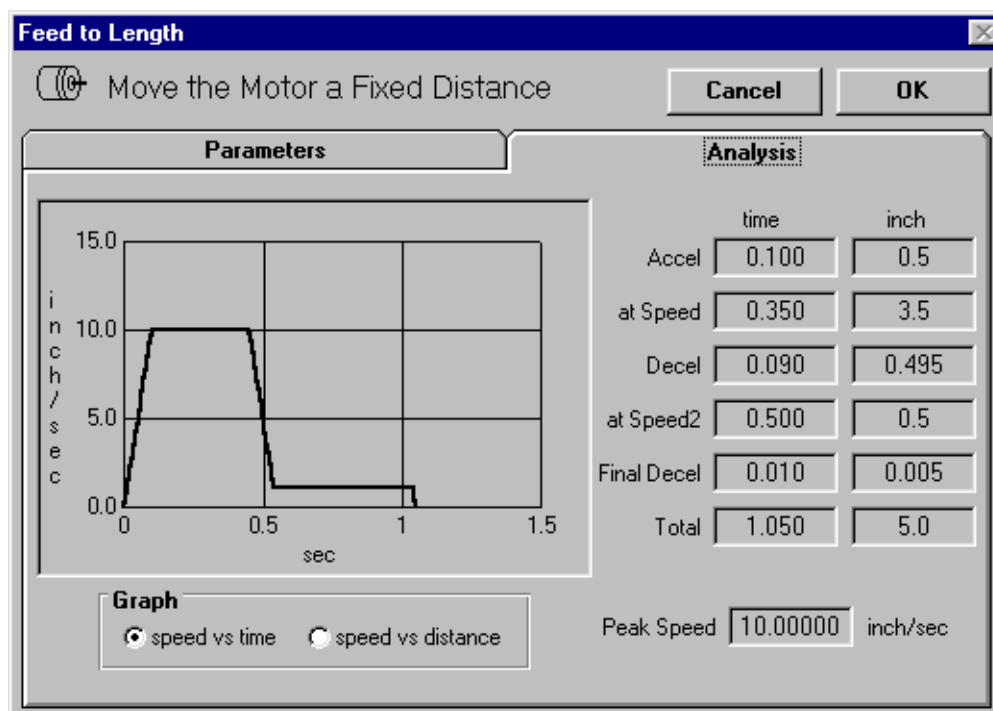 Feed to Length
Move the Motor a Fixed Distance
Cancel
OK
Parameters
Analysis
inch/sec
15.0
10.0
5.0
0.0
0
0.5
1
1.5
sec
time inch
Accel 0.100 0.5
at Speed 0.350 3.5
Decel 0.090 0.495
at Speed2 0.500 0.5
Final Decel 0.010 0.005
Total 1.050 5.0
Graph
speed vs time
speed vs distance
Peak Speed 10.00000 inch/sec